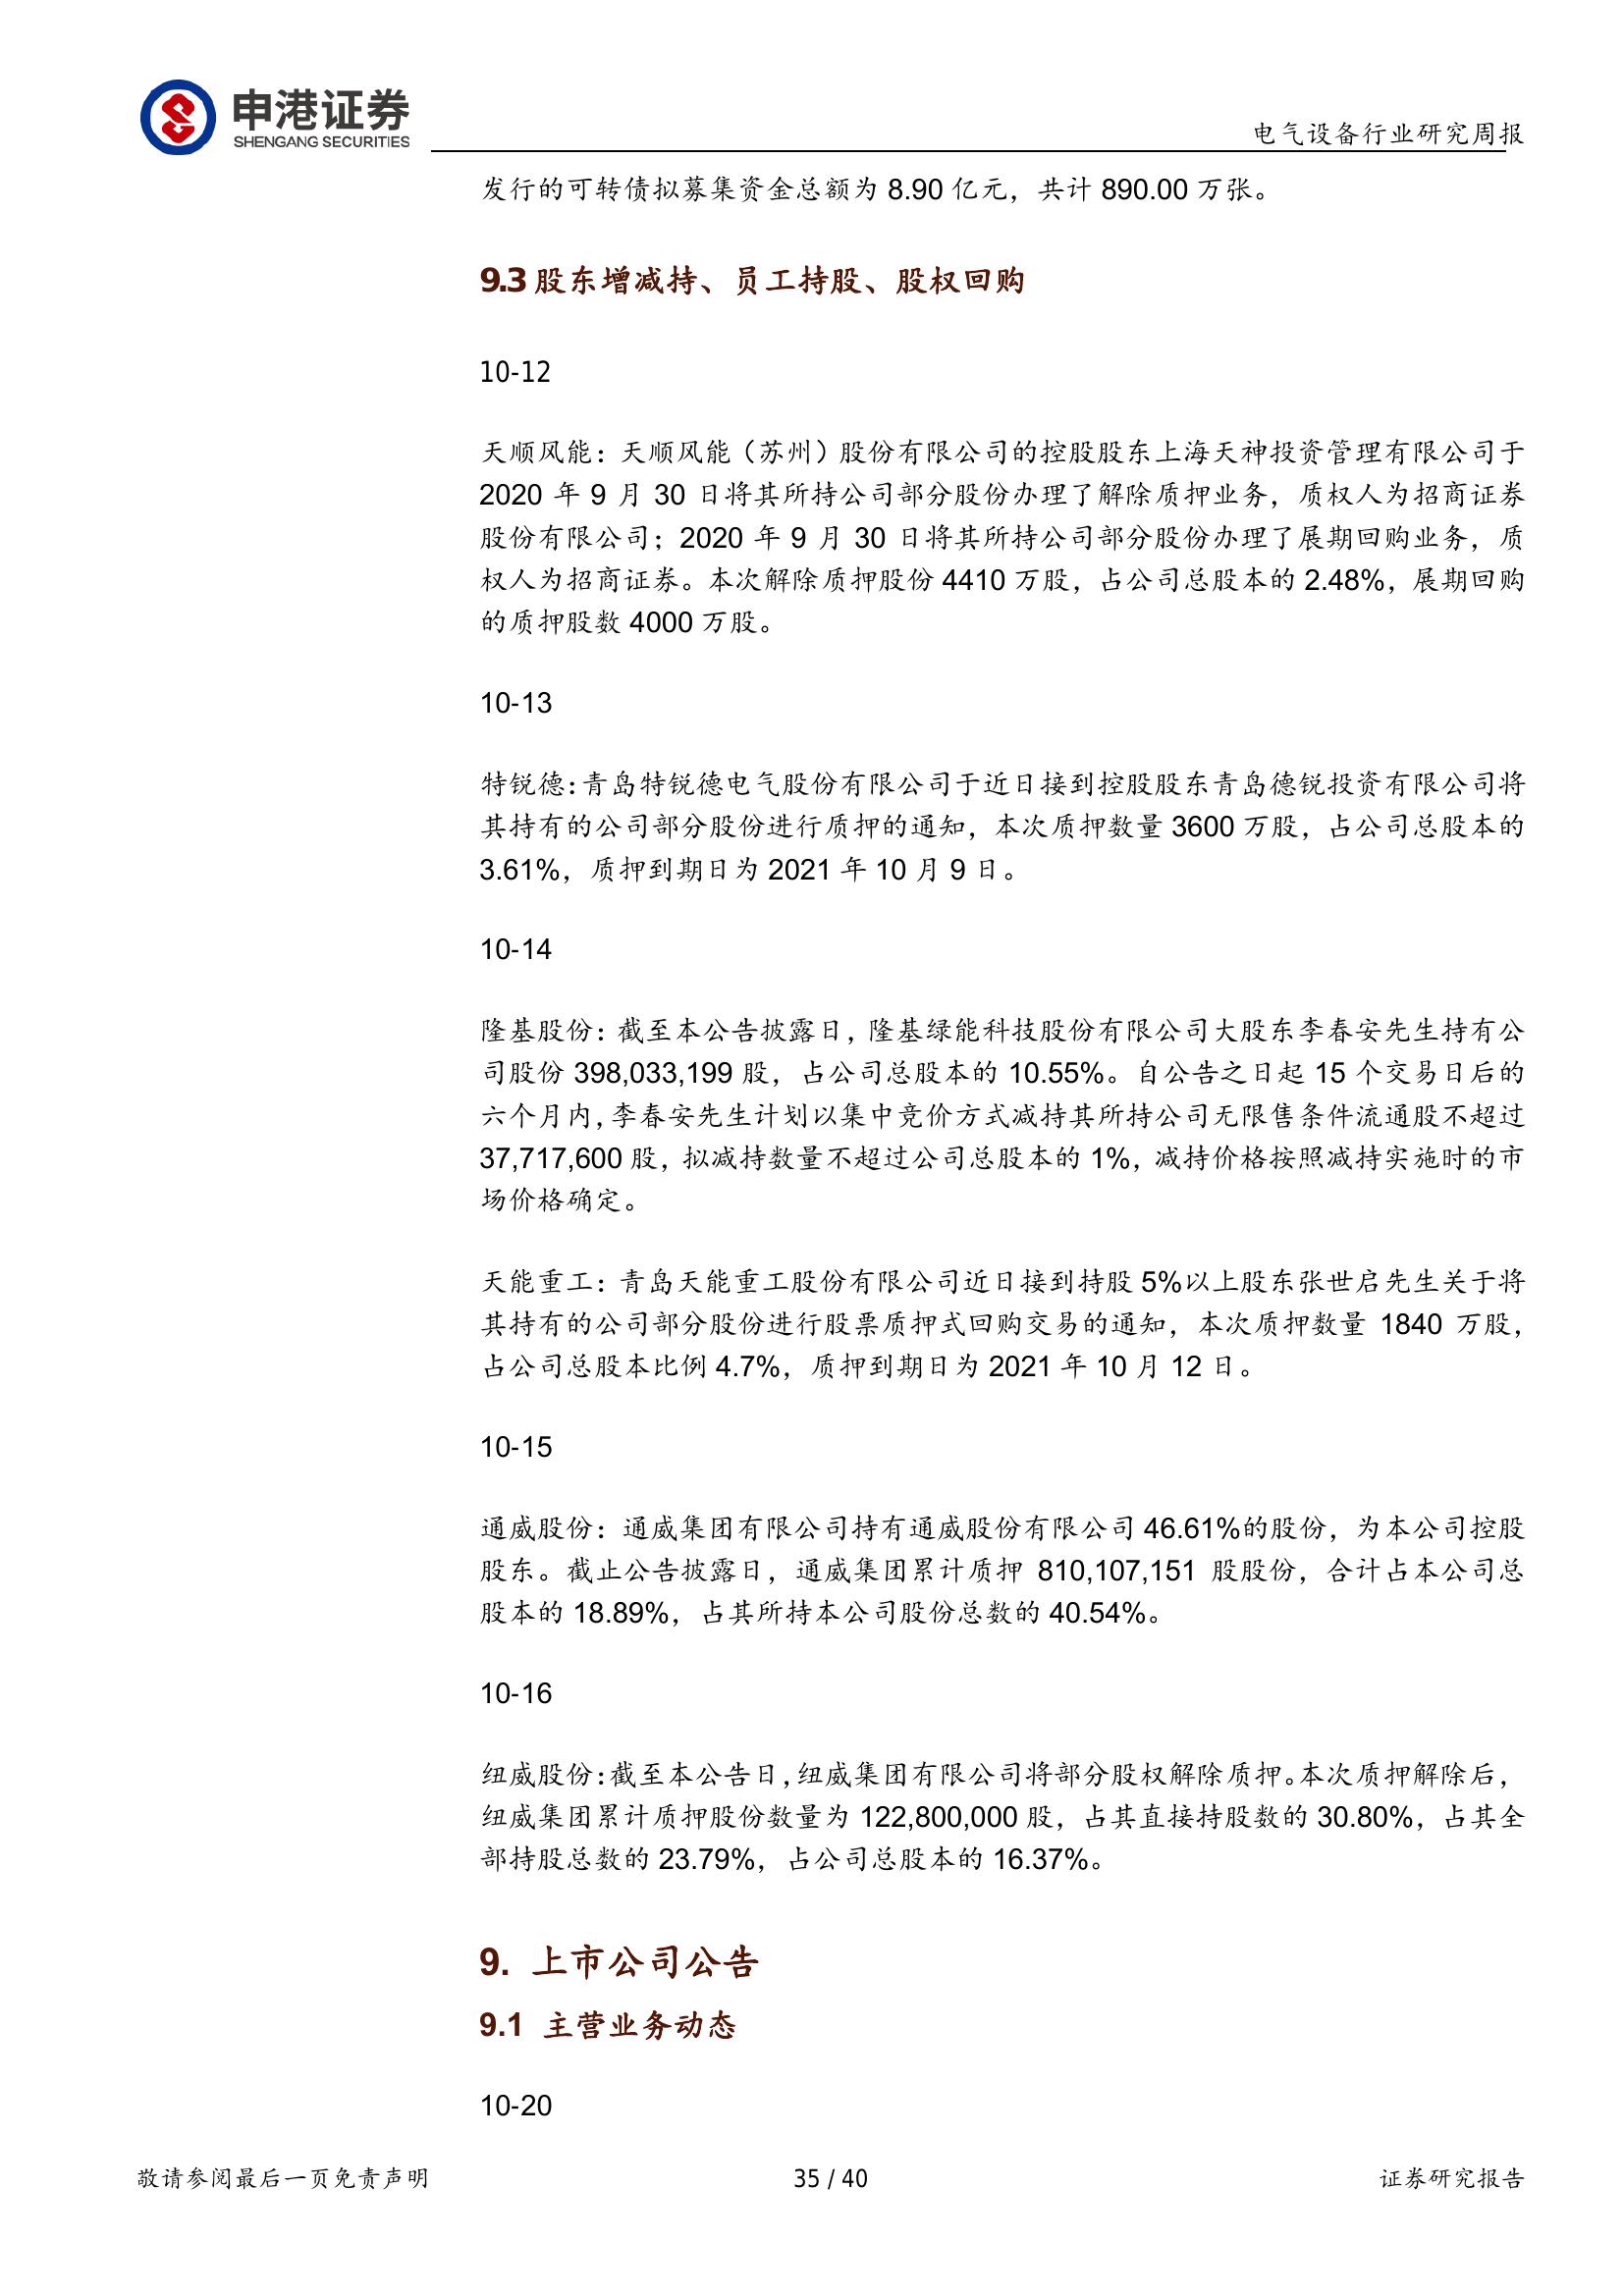 申港证券
SHENGANG SECURITIES
电气设备行业研究周报
发行的可转债拟募集资金总额为 8.90 亿元，共计 890.00 万张。
9.3 股东增减持、员工持股、股权回购
10-12
天顺风能：天顺风能（苏州）股份有限公司的控股股东上海天神投资管理有限公司于
2020 年 9 月 30 日将其所持公司部分股份办理了解除质押业务，质权人为招商证券
股份有限公司；2020 年 9 月 30 日将其所持公司部分股份办理了展期回购业务，质
权人为招商证券。本次解除质押股份 4410 万股，占公司总股本的 2.48%，展期回购
的质押股数 4000 万股。
10-13
特锐德：青岛特锐德电气股份有限公司于近日接到控股股东青岛德锐投资有限公司将
其持有的公司部分股份进行质押的通知，本次质押数量 3600 万股，占公司总股本的
3.61%，质押到期日为 2021 年 10 月 9 日。
10-14
隆基股份：截至本公告披露日，隆基绿能科技股份有限公司大股东李春安先生持有公
司股份 398,033,199 股，占公司总股本的 10.55%。自公告之日起 15 个交易日后的
六个月内，李春安先生计划以集中竞价方式减持其所持公司无限售条件流通股不超过
37,717,600 股，拟减持数量不超过公司总股本的 1%，减持价格按照减持实施时的市
场价格确定。
天能重工：青岛天能重工股份有限公司近日接到持股 5%以上股东张世启先生关于将
其持有的公司部分股份进行股票质押式回购交易的通知，本次质押数量 1840 万股，
占公司总股本比例 4.7%，质押到期日为 2021 年 10 月 12 日。
10-15
通威股份：通威集团有限公司持有通威股份有限公司 46.61%的股份，为本公司控股
股东。截止公告披露日，通威集团累计质押 810,107,151 股股份，合计占本公司总
股本的 18.89%，占其所持本公司股份总数的 40.54%。
10-16
纽威股份：截至本公告日，纽威集团有限公司将部分股权解除质押。本次质押解除后，
纽威集团累计质押股份数量为 122,800,000 股，占其直接持股数的 30.80%，占其全
部持股总数的 23.79%，占公司总股本的 16.37%。
9. 上市公司公告
9.1 主营业务动态
10-20
敬请参阅最后一页免责声明
35 / 40
证券研究报告